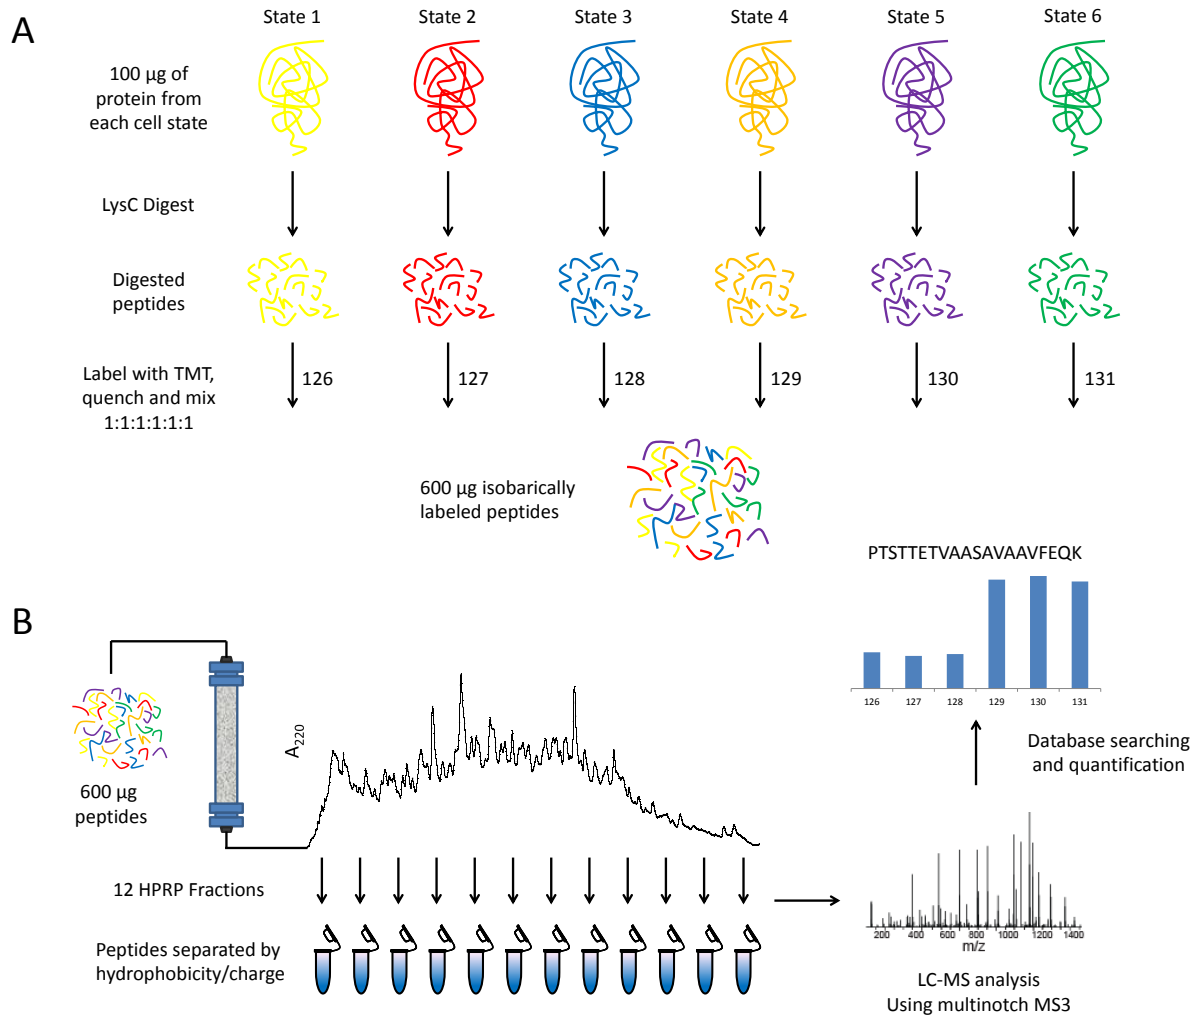 A
State 1
State 2
State 3
State 4
State 5
State 6
100 µg of
protein from
each cell state
LysC Digest
Digested
peptides
Label with TMT,
quench and mix
1:1:1:1:1:1
126
127
128
129
130
131
600 µg isobarically
labeled peptides
PTSTTETVAASAVAAVFEQK
126
127
128
129
130
131
Database searching
and quantification
B
600 µg
peptides
A220
12 HPRP Fractions
Peptides separated by
hydrophobicity/charge
200
400
600
800
1000
1200
1400
m/z
LC-MS analysis
Using multinotch MS3